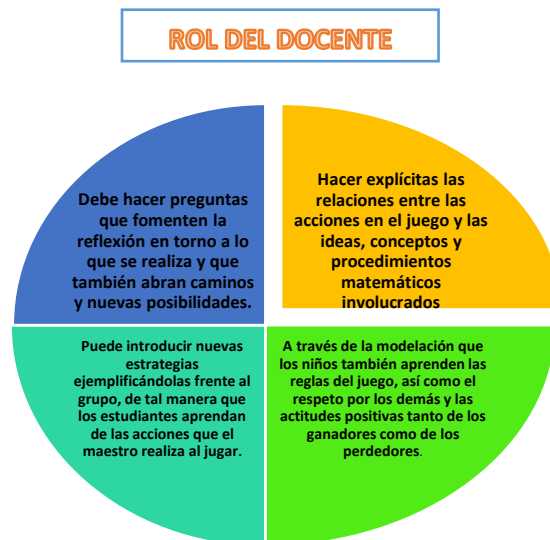 ROL DEL DOCENTE
Debe hacer preguntas
que fomenten la
reflexión en torno a lo
que se realiza y que
también abran caminos
y nuevas posibilidades.
Hacer explícitas las
relaciones entre las
acciones en el juego y las
ideas, conceptos y
procedimientos
matemáticos
involucrados
Puede introducir nuevas
estrategias
ejemplificándolas frente al
grupo, de tal manera que
los estudiantes aprendan
de las acciones que el
maestro realiza al jugar.
A través de la modelación que
los niños también aprenden las
reglas del juego, así como el
respeto por los demás y las
actitudes positivas tanto de los
ganadores como de los
perdedores.